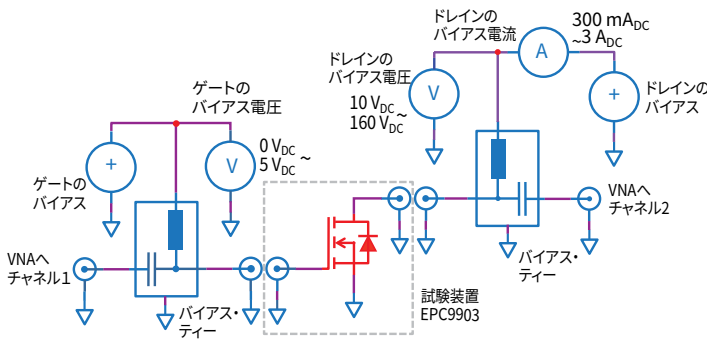 ドレインの
バイアス電流
300 mADC
~3 ADC
A
ドレインの
バイアス電圧
V
10 VDC ~
160 VDC
+
ドレインの
バイアス
ゲートの
バイアス電圧
+
V
0 VDC ~
5 VDC
ゲートの
バイアス
VNAへ
チャネル2
VNAへ
チャネル1
バイアス・
ティー
バイアス・
ティー
試験装置
EPC9903